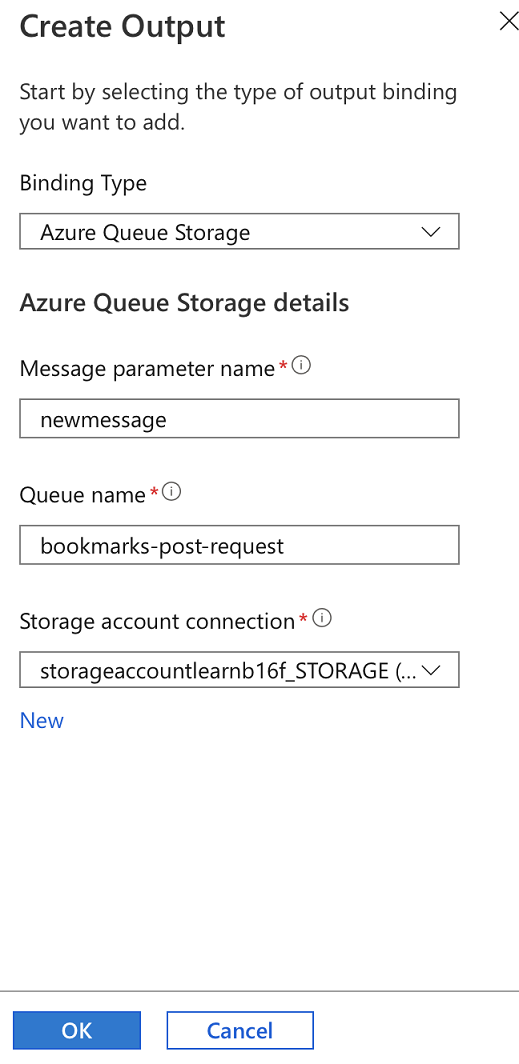 Create Output
Start by selecting the type of output binding
you want to add.
Binding Type
Azure Queue Storage
Azure Queue Storage details
Message parameter name *
newmessage
Queue name *
bookmarks-post-request
Storage account connection *
storageaccountlearnb16f_STORAGE (...
New
OK
Cancel